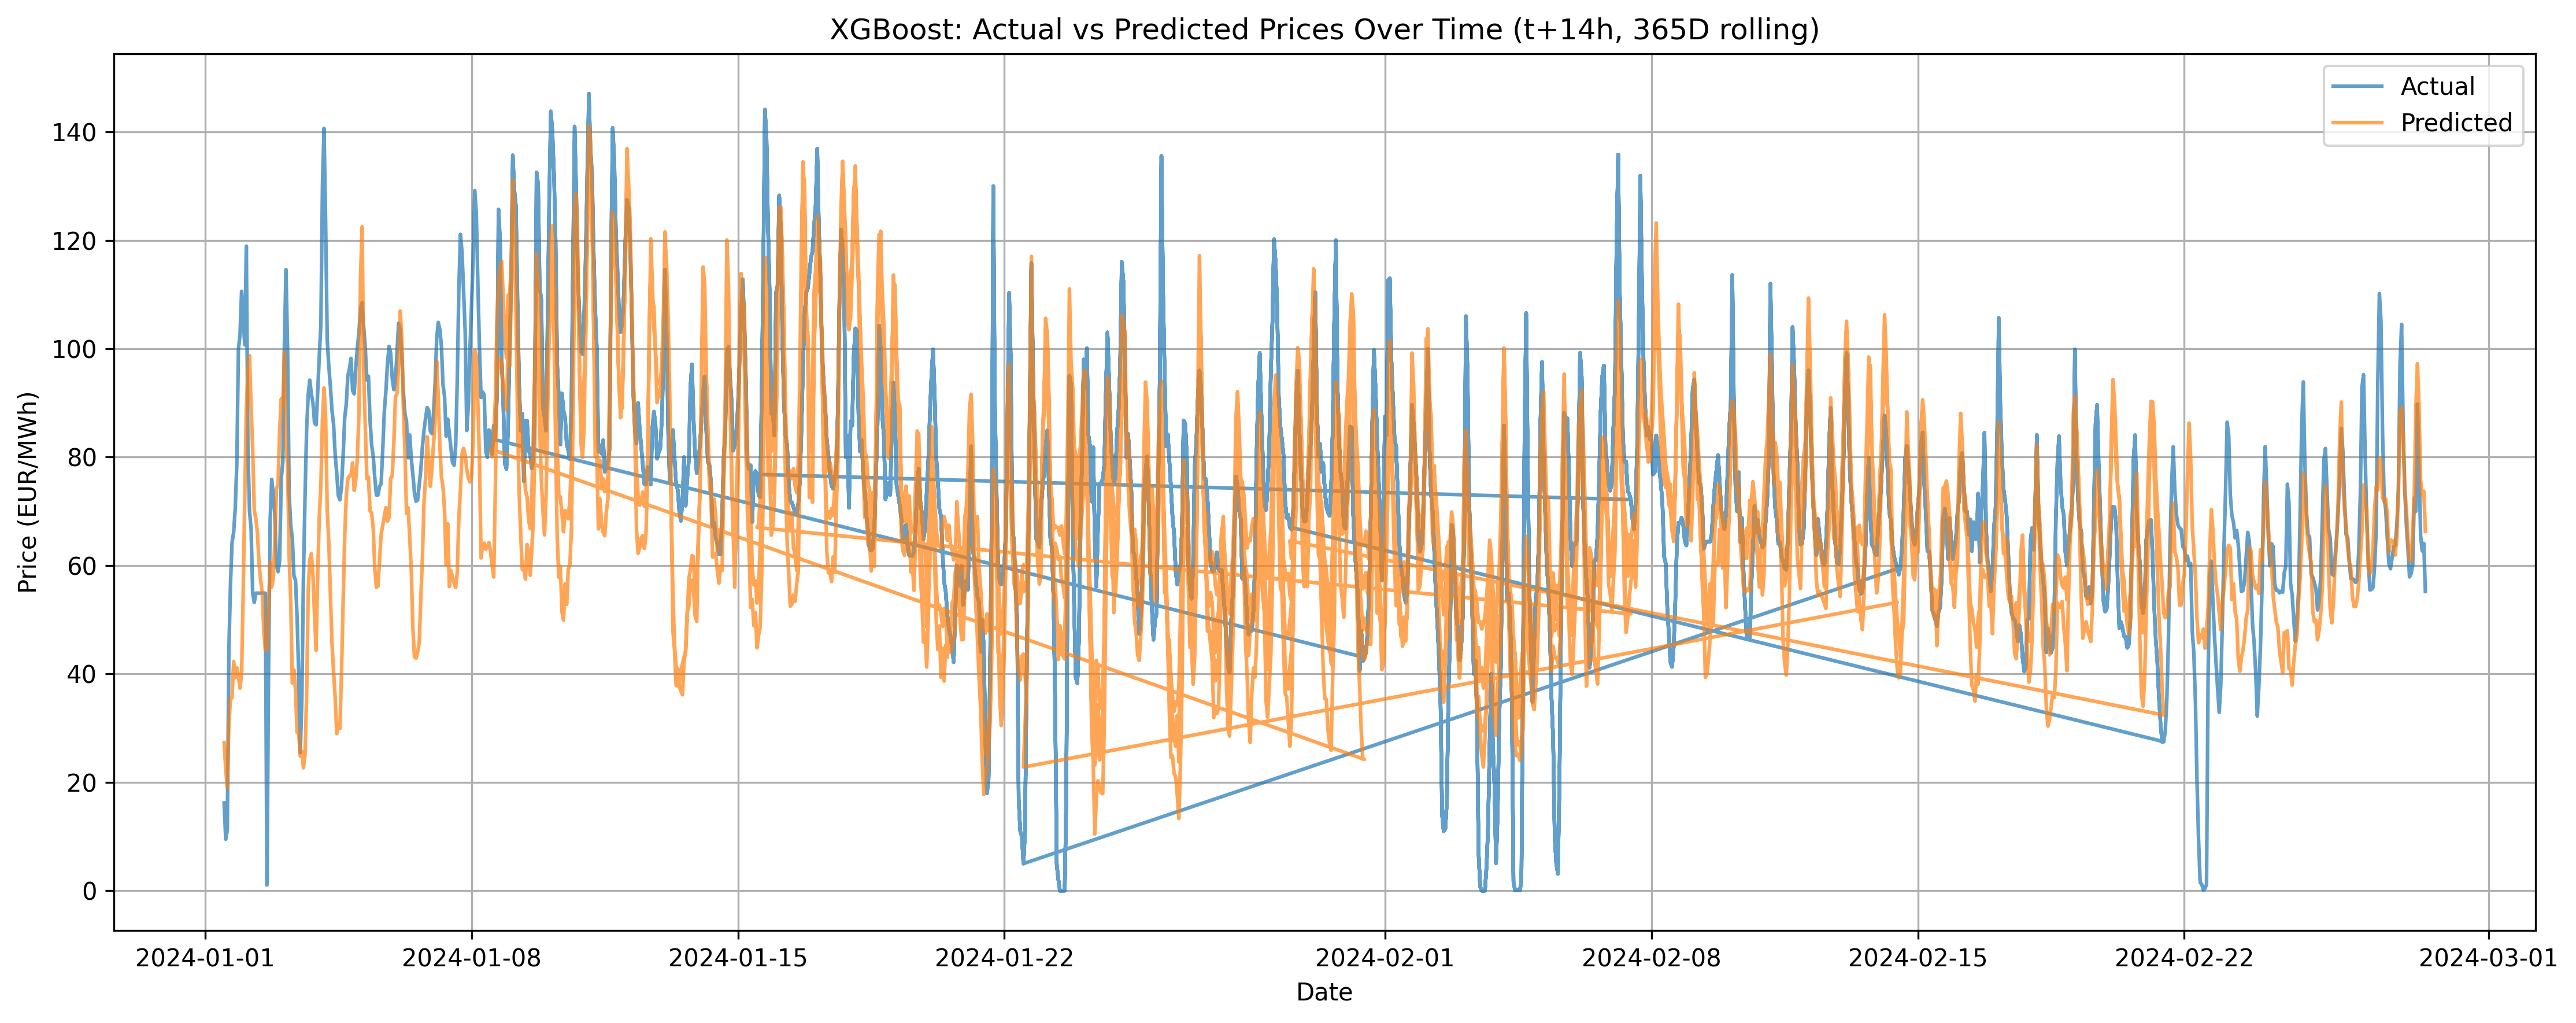 XGBoost: Actual vs Predicted Prices Over Time (t+14h, 365D rolling)
Actual
Predicted
Price (EUR/MWh)
140
120
100
80
60
40
20
0
2024-01-01 2024-01-08 2024-01-15 2024-01-22 2024-02-01 2024-02-08 2024-02-15 2024-02-22 2024-03-01
Date